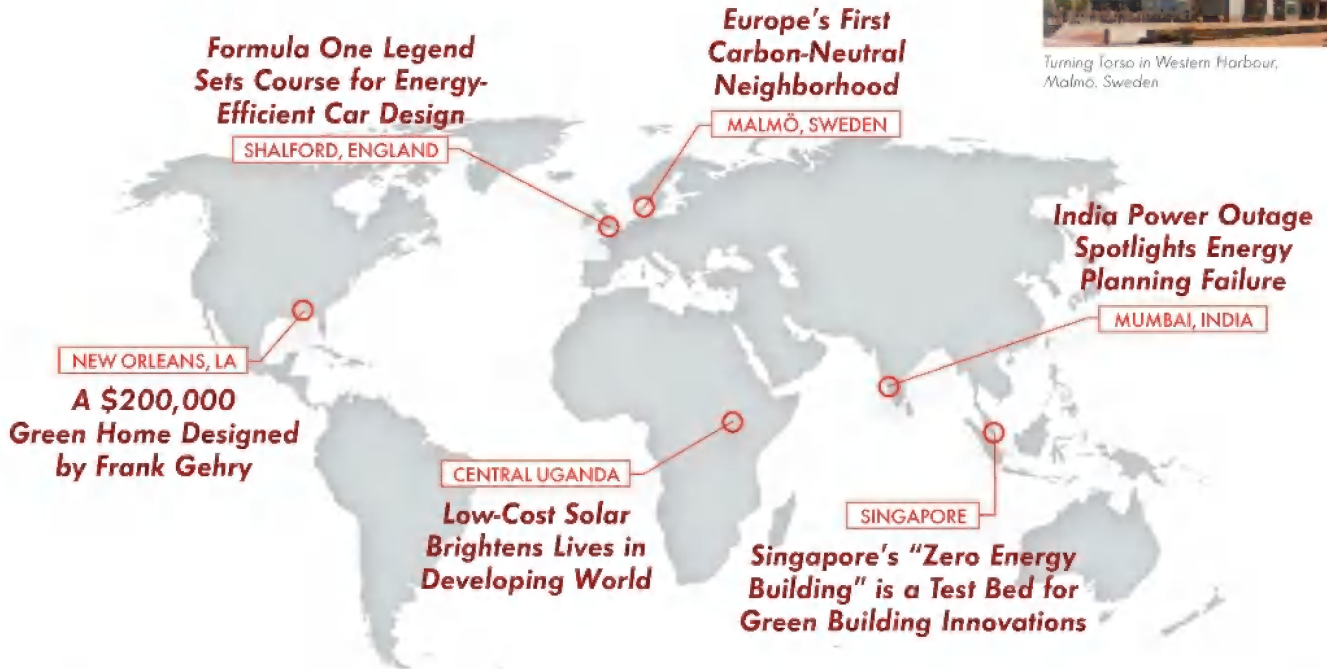 Formula One Legend
Sets Course for Energy-
Efficient Car Design
SHALFORD, ENGLAND
Europe's First
Carbon-Neutral
Neighborhood
MALMÖ, SWEDEN
Turning Torso in Western Harbour,
Malmö, Sweden
India Power Outage
Spotlights Energy
Planning Failure
MUMBAI, INDIA
NEW ORLEANS, LA
A $200,000
Green Home Designed
by Frank Gehry
CENTRAL UGANDA
Low-Cost Solar
Brightens Lives in
Developing World
SINGAPORE
Singapore's "Zero Energy
Building" is a Test Bed for
Green Building Innovations